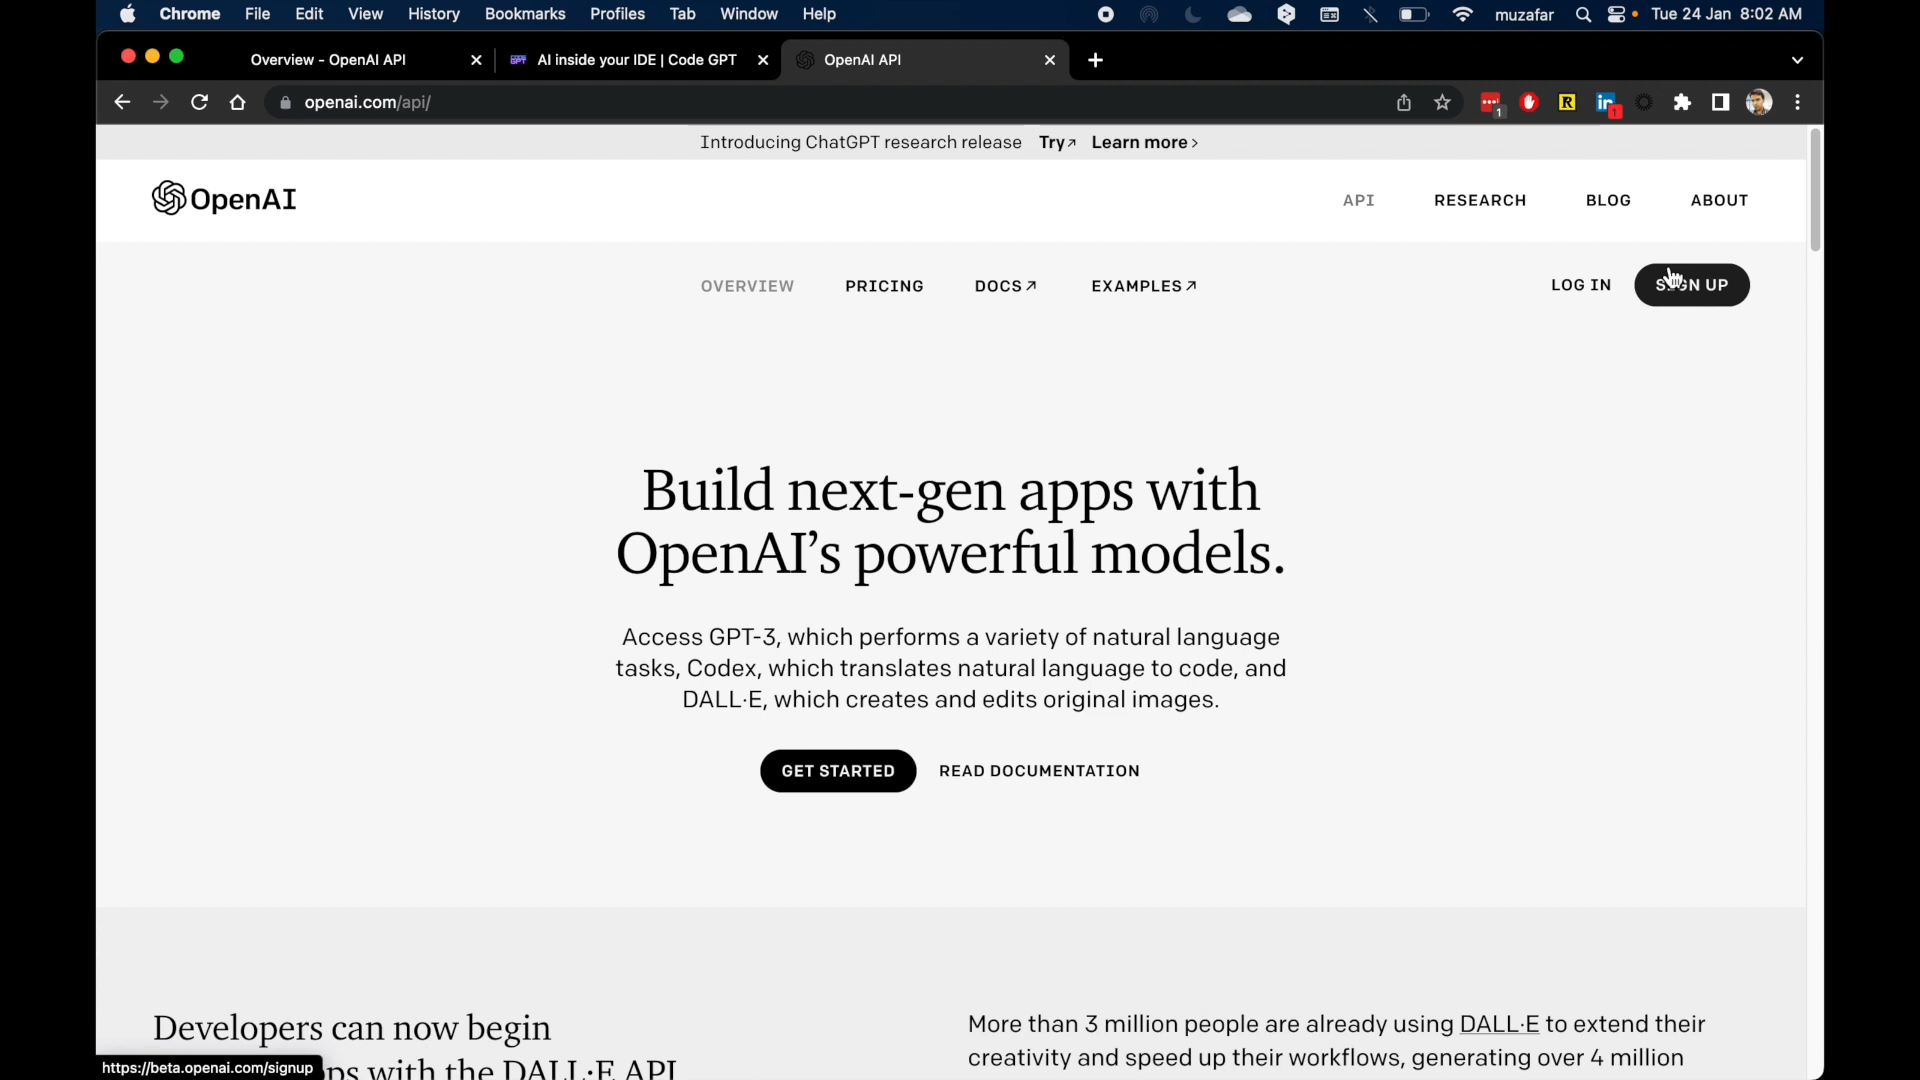 Chrome File Edit View History Bookmarks Profiles Tab Window Help muzafar Tue 24 Jan 8:02 AM
Overview - OpenAI API AI inside your IDE | Code GPT OpenAI API
openai.com/api/
Introducing ChatGPT research release Try↗ Learn more ›
OpenAI API RESEARCH BLOG ABOUT
OVERVIEW PRICING DOCS↗ EXAMPLES↗ LOG IN SIGN UP
Build next-gen apps with
OpenAI’s powerful models.
Access GPT-3, which performs a variety of natural language
tasks, Codex, which translates natural language to code, and
DALL·E, which creates and edits original images.
GET STARTED READ DOCUMENTATION
Developers can now begin
ps with the DALL·E API
More than 3 million people are already using DALL·E to extend their
creativity and speed up their workflows, generating over 4 million
https://beta.openai.com/signup